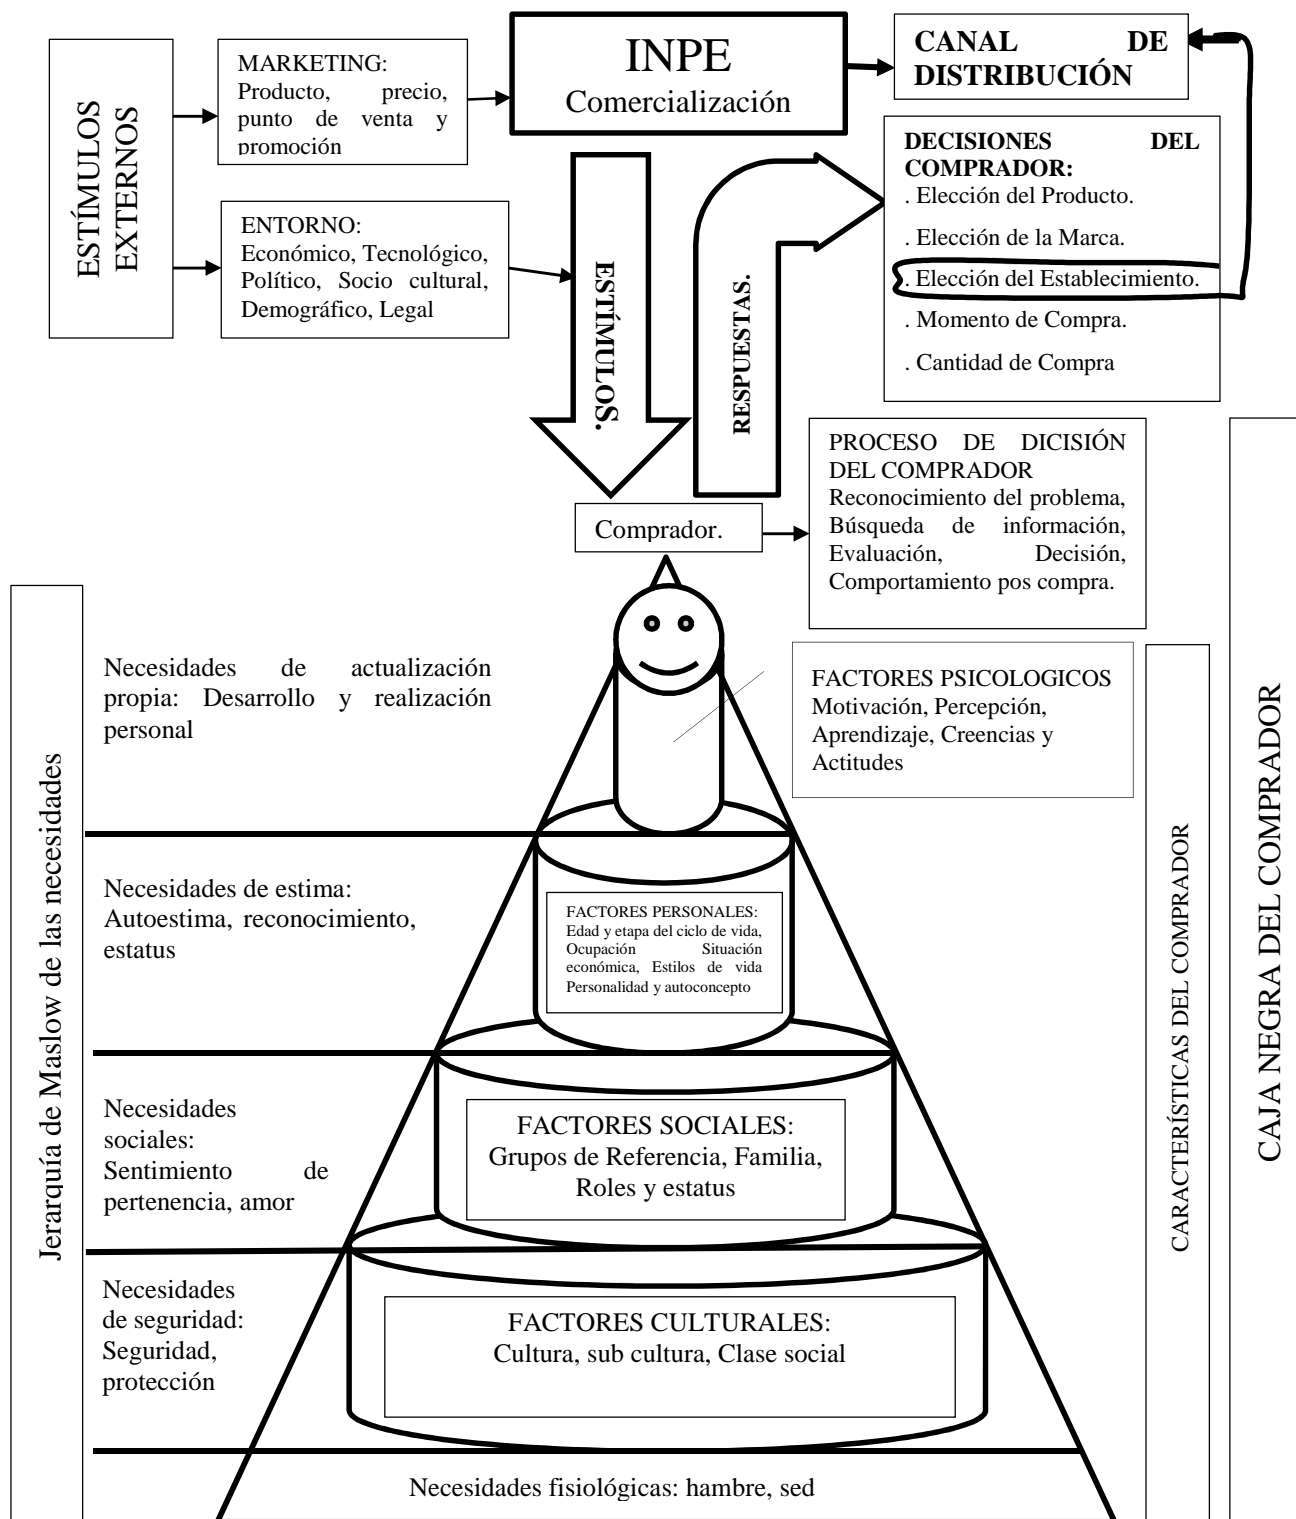 ESTÍMULOS
EXTERNOS
MARKETING:
Producto, precio,
punto de venta y
promoción
INPE
Comercialización
CANAL DE
DISTRIBUCIÓN
ENTORNO:
Económico, Tecnológico,
Político, Socio cultural,
Demográfico, Legal
ESTÍMULOS.
RESPUESTAS.
DECISIONES DEL
COMPRADOR:
. Elección del Producto.
. Elección de la Marca.
. Elección del Establecimiento.
. Momento de Compra.
. Cantidad de Compra
Comprador.
PROCESO DE DICISIÓN
DEL COMPRADOR
Reconocimiento del problema,
Búsqueda de información,
Evaluación, Decisión,
Comportamiento pos compra.
Jerarquía de Maslow de las necesidades
Necesidades de actualización
propia: Desarrollo y realización
personal
FACTORES PSICOLOGICOS
Motivación, Percepción,
Aprendizaje, Creencias y
Actitudes
CARACTERÍSTICAS DEL COMPRADOR
CAJA NEGRA DEL COMPRADOR
Necesidades de estima:
Autoestima, reconocimiento,
estatus
FACTORES PERSONALES:
Edad y etapa del ciclo de vida,
Ocupación Situación
económica, Estilos de vida
Personalidad y autoconcepto
Necesidades
sociales:
Sentimiento de
pertenencia, amor
FACTORES SOCIALES:
Grupos de Referencia, Familia,
Roles y estatus
Necesidades
de seguridad:
Seguridad,
protección
FACTORES CULTURALES:
Cultura, sub cultura, Clase social
Necesidades fisiológicas: hambre, sed